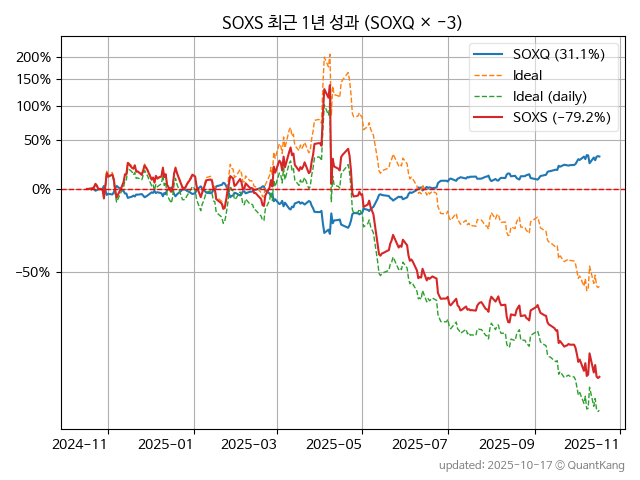 SOXS 최근 1년 성과 (SOXQ × −3)
SOXQ (31.1%)
Ideal
Ideal (daily)
SOXS (−79.2%)
200%
150%
100%
50%
0%
−50%
2024−11
2025−01
2025−03
2025−05
2025−07
2025−09
2025−11
updated: 2025−10−17 © QuantKang